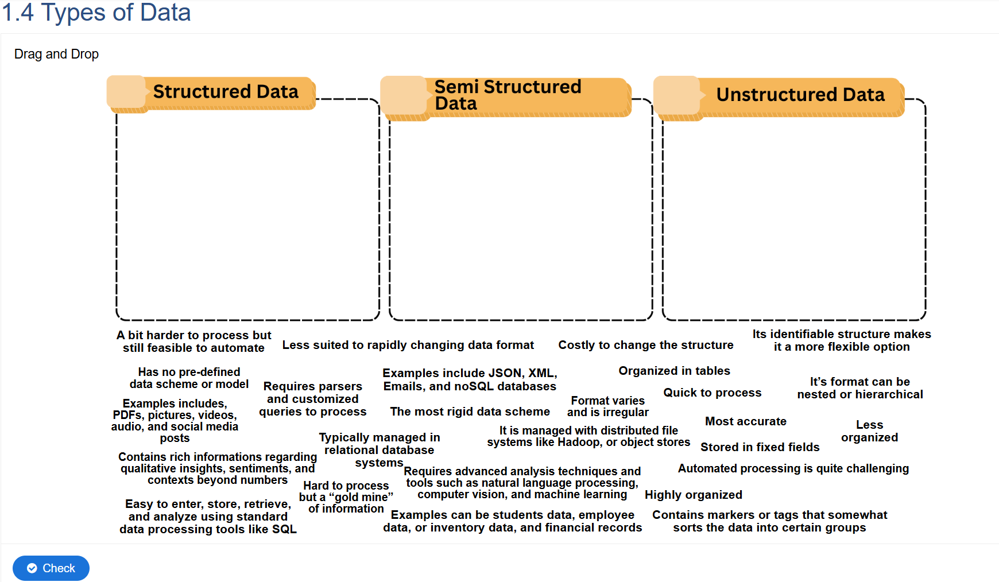 1.4 Types of Data
Drag and Drop
Structured Data
Semi Structured
Data
Unstructured Data
A bit harder to process but
still feasible to automate
Less suited to rapidly changing data format
Costly to change the structure
Its identifiable structure makes
it a more flexible option
Has no pre-defined
data scheme or model
Requires parsers
and customized
queries to process
Examples include JSON, XML,
Emails, and noSQL databases
Organized in tables
Quick to process
It’s format can be
nested or hierarchical
Examples includes,
PDFs, pictures, videos,
audio, and social media
posts
The most rigid data scheme
Format varies
and is irregular
Most accurate
Less
organized
Typically managed in
relational database
systems
It is managed with distributed file
systems like Hadoop, or object stores
Stored in fixed fields
Contains rich informations regarding
qualitative insights, sentiments, and
contexts beyond numbers
Hard to process
but a “gold mine”
of information
Requires advanced analysis techniques and
tools such as natural language processing,
computer vision, and machine learning
Automated processing is quite challenging
Highly organized
Easy to enter, store, retrieve,
and analyze using standard
data processing tools like SQL
Examples can be students data, employee
data, or inventory data, and financial records
Contains markers or tags that somewhat
sorts the data into certain groups
Check